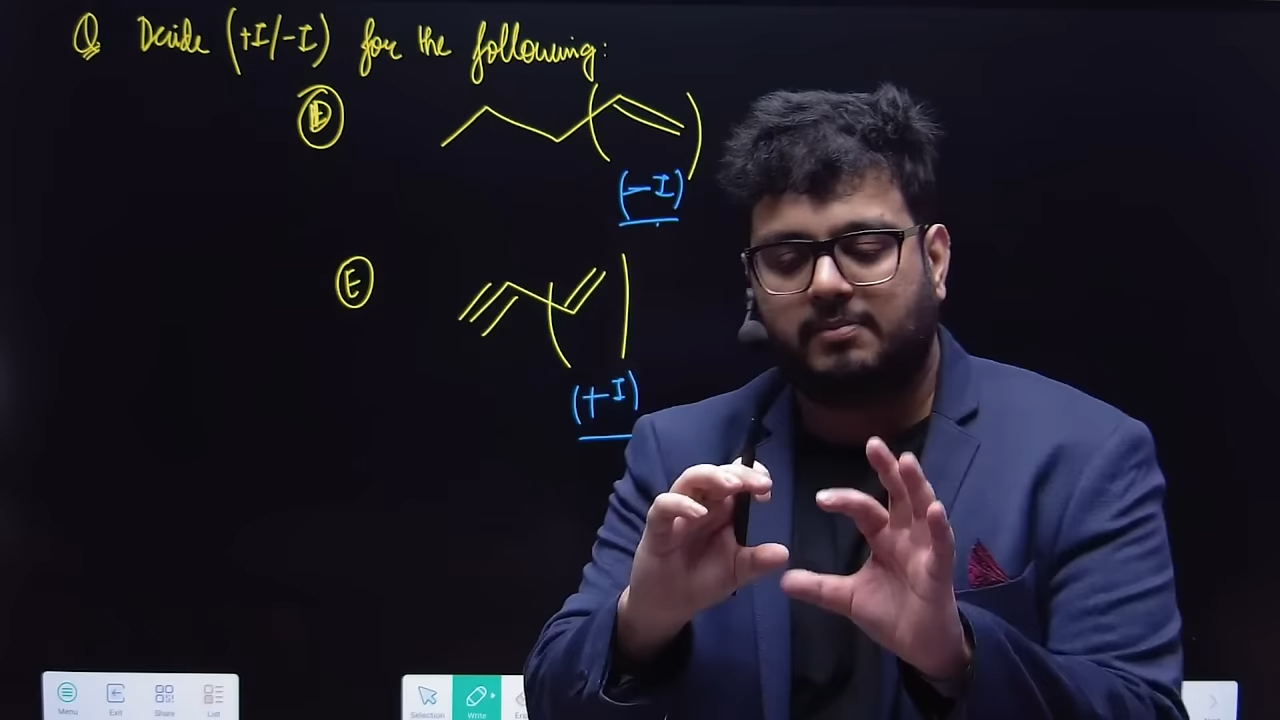 Q Decide (+I/-I) for the following:
D
(-I)
E
(+I)
Menu
Exit
Share
List
Selection
Write